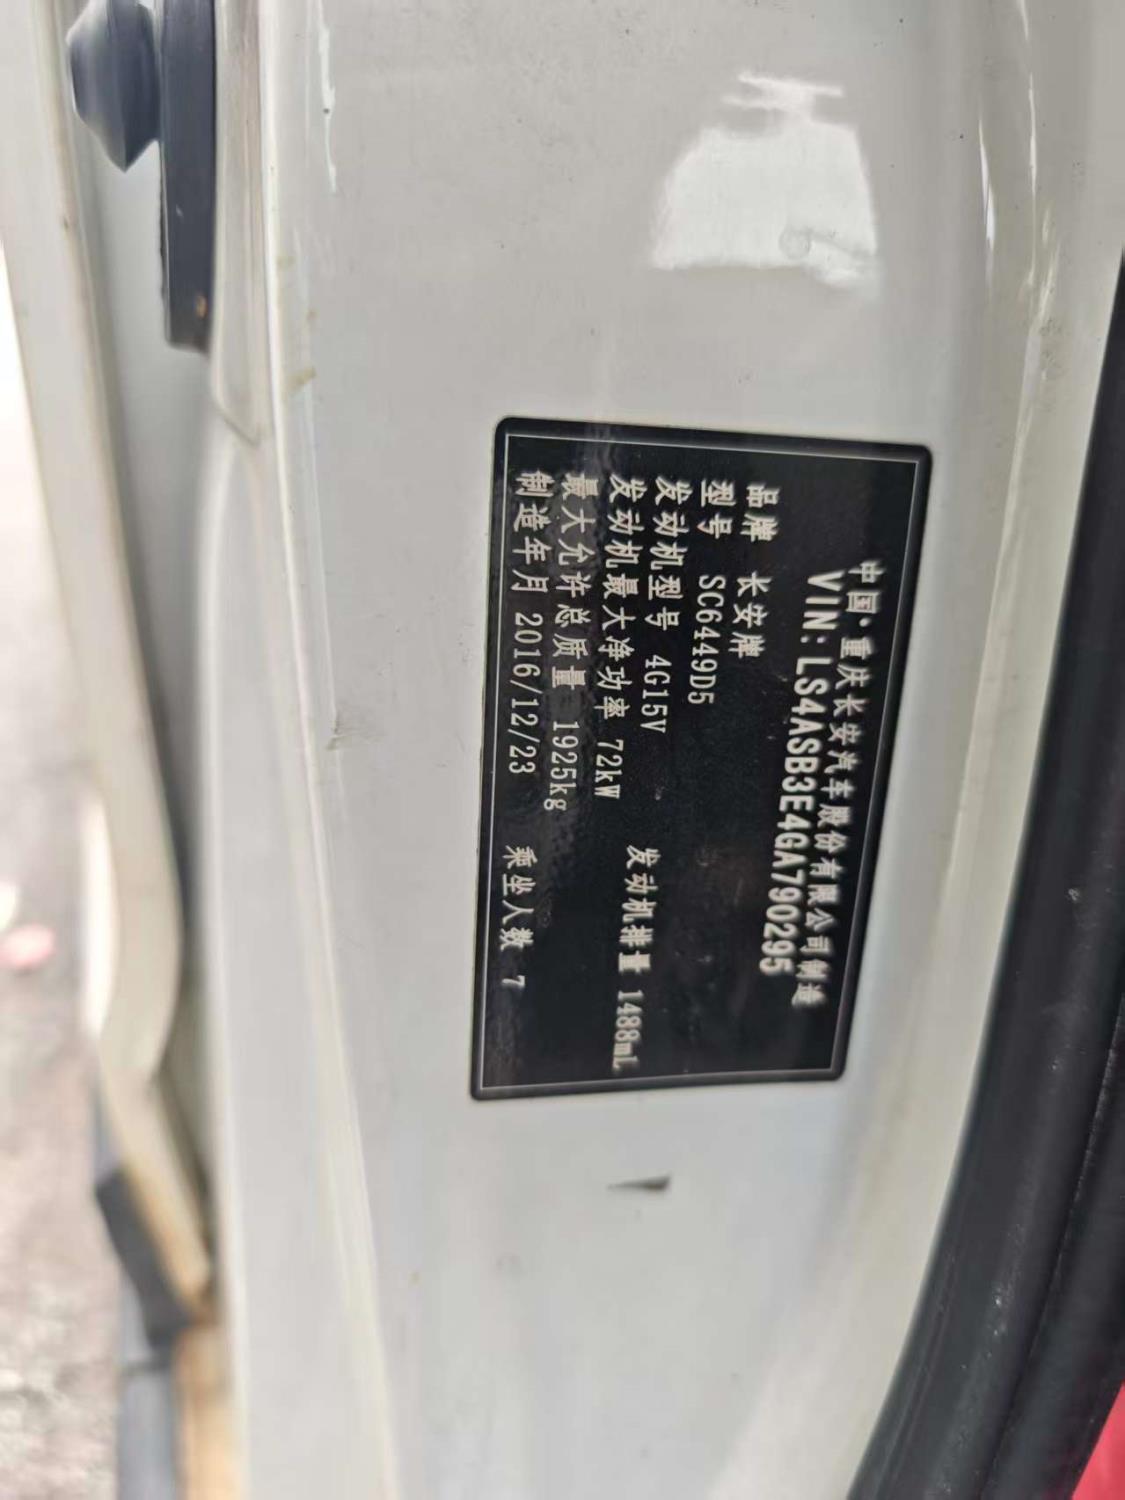 中国·重庆长安汽车股份有限公司制造
VIN: LS4ASB3E4GA790295
品牌 长安牌
型号 SC6449D5
发动机型号 4G15V
发动机排量 1488mL
发动机最大净功率 72kW
最大允许总质量 1925kg
制造年月 2016/12/23 乘坐人数 7